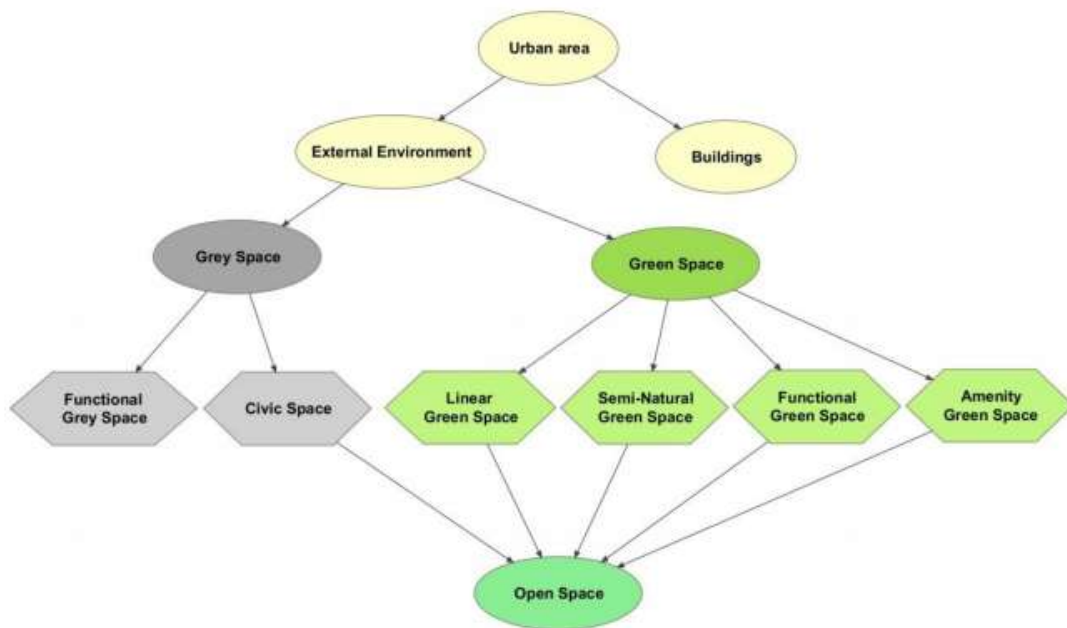 Urban area
External Environment
Buildings
Grey Space
Green Space
Functional
Grey Space
Civic Space
Linear
Green Space
Semi-Natural
Green Space
Functional
Green Space
Amenity
Green Space
Open Space